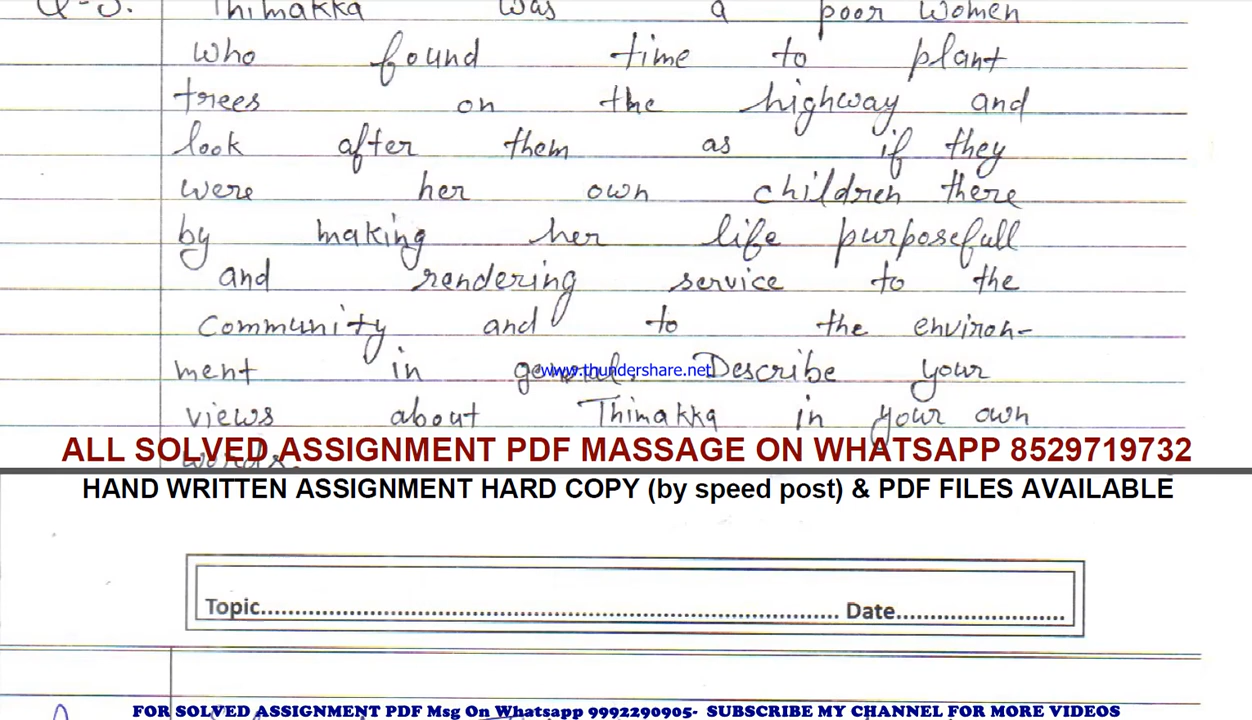 Q-3. Thimakka was a poor women
who found time to plant
trees on the highway and
look after them as if they
were her own children there
by making her life purposefull
and rendering service to the
community and to the environ-
ment in general. Describe your
www.thundershare.net
views about Thimakka in your own
words.
ALL SOLVED ASSIGNMENT PDF MASSAGE ON WHATSAPP 8529719732
HAND WRITTEN ASSIGNMENT HARD COPY (by speed post) & PDF FILES AVAILABLE
Topic.................................................................................... Date..........................
FOR SOLVED ASSIGNMENT PDF Msg On Whatsapp 9992290905- SUBSCRIBE MY CHANNEL FOR MORE VIDEOS